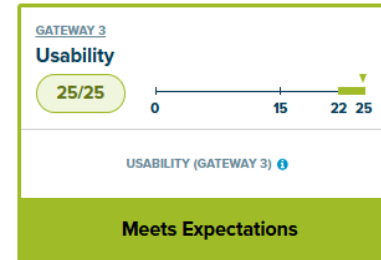 GATEWAY 3
Usability
25/25
0 15 22 25
USABILITY (GATEWAY 3)
Meets Expectations